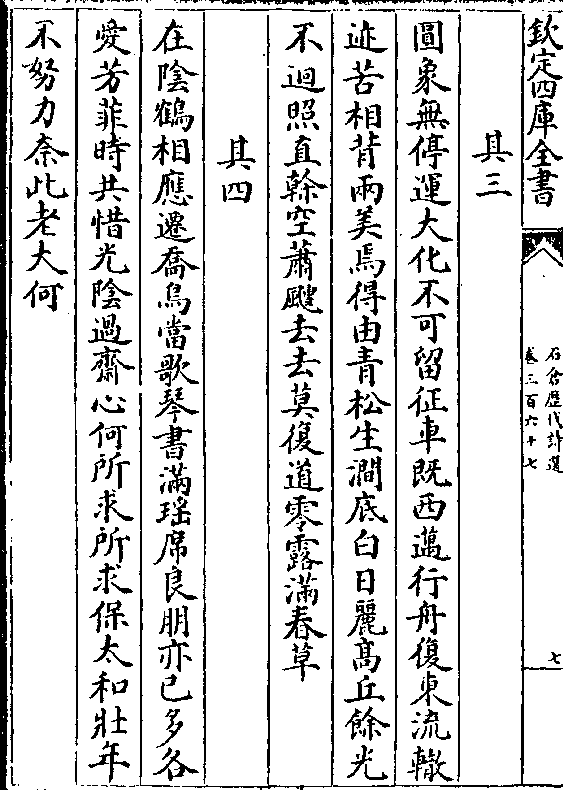 欽定四庫全書
石倉歷代詩選
卷三百六十七
七
其三
圓象無停運大化不可留征車既西邁行舟復東流轍
迹苦相背兩美焉得由青松生澗底白日麗髙丘餘光
不迴照直榦空蕭颼去去莫復道零露滿春草
其四
在陰鶴相應遷喬鳥當歌琴書滿瑶席良朋亦已多各
愛芳菲時共惜光陰過齋心何所求所求保太和壯年
不努力奈此老大何